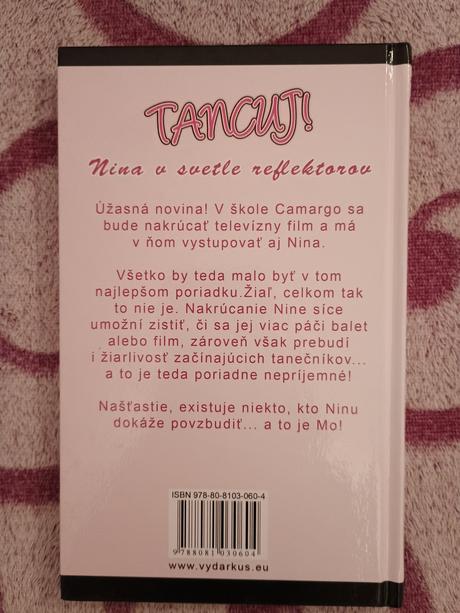 TANCUJ!
Nina v svetle reflektorov
Úžasná novina! V škole Camargo sa
bude nakrúcať televízny film a má
v ňom vystupovať aj Nina.
Všetko by teda malo byť v tom
najlepšom poriadku.Žiaľ, celkom tak
to nie je. Nakrúcanie Nine síce
umožní zistiť, či sa jej viac páči balet
alebo film, zároveň však prebudí
i žiarlivosť začínajúcich tanečníkov...
a to je teda poriadne nepríjemné!
Našťastie, existuje niekto, kto Ninu
dokáže povzbudiť... a to je Mo!
ISBN 978-80-8103-060-4
9 788081 030604
www.vydarkus.eu